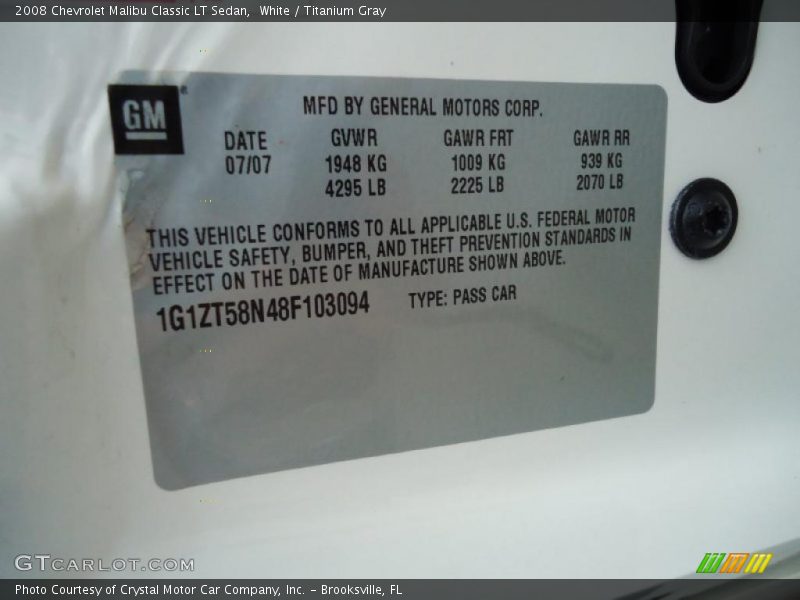 2008 Chevrolet Malibu Classic LT Sedan,  White / Titanium Gray
GM
MFD BY GENERAL MOTORS CORP.
DATE GVWR GAWR FRT GAWR RR
07/07 1948 KG 1009 KG 939 KG
4295 LB 2225 LB 2070 LB
THIS VEHICLE CONFORMS TO ALL APPLICABLE U.S. FEDERAL MOTOR
VEHICLE SAFETY, BUMPER, AND THEFT PREVENTION STANDARDS IN
EFFECT ON THE DATE OF MANUFACTURE SHOWN ABOVE.
1G1ZT58N48F103094 TYPE: PASS CAR
GTCARLOT.COM
Photo Courtesy of Crystal Motor Car Company, Inc. – Brooksville, FL